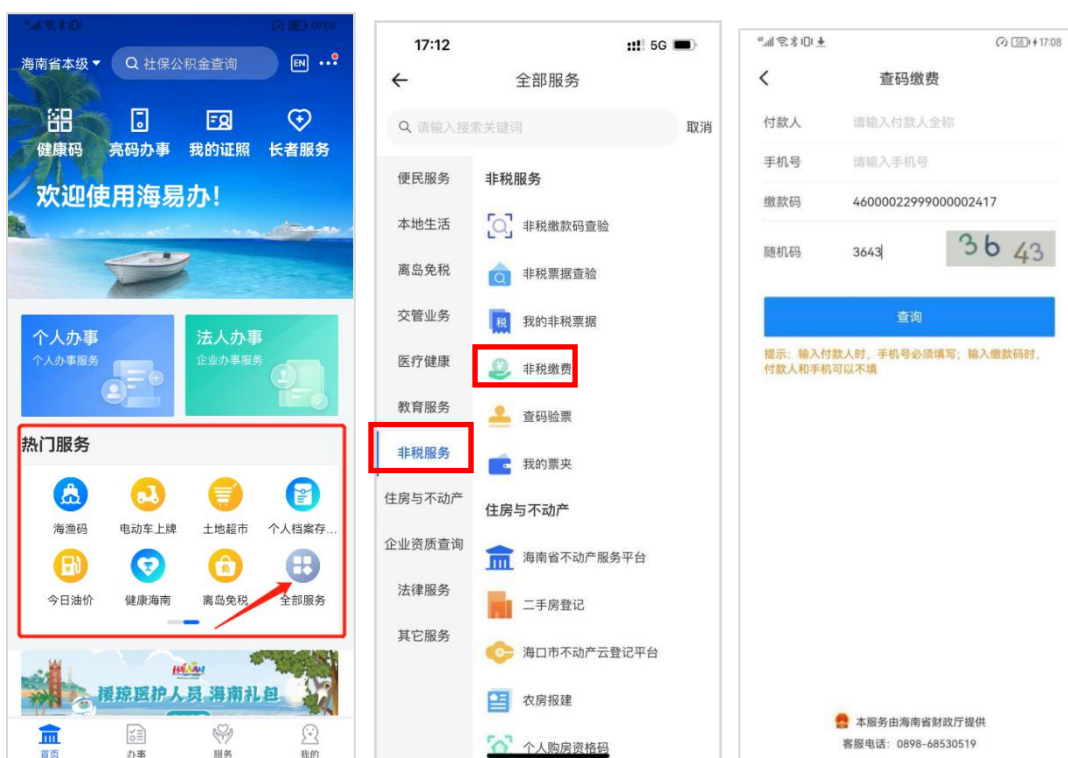 09:06
海南省本级
社保公积金查询
EN
健康码
亮码办事
我的证照
长者服务
欢迎使用海易办!
个人办事
个人办事服务
法人办事
企业办事服务
热门服务
海渔码
电动车上牌
土地超市
个人档案存...
今日油价
健康海南
离岛免税
全部服务
HAINAN
援琼医护人员 海南礼包
首页
办事
服务
我的
17:12
5G
全部服务
请输入搜索关键词
取消
便民服务
本地生活
离岛免税
交管业务
医疗健康
教育服务
非税服务
住房与不动产
企业资质查询
法律服务
其它服务
非税服务
非税缴款码查验
非税票据查验
税
我的非税票据
非税缴费
查码验票
我的票夹
住房与不动产
海南省不动产服务平台
二手房登记
海口市不动产云登记平台
农房报建
个人购房资格码
17:08
查码缴费
付款人
请输入付款人全称
手机号
请输入手机号
缴款码
46000022999000002417
随机码
3643
3643
查询
提示：输入付款人时，手机号必须填写；输入缴款码时，
付款人和手机可以不填
本服务由海南省财政厅提供
客服电话：0898-68530519